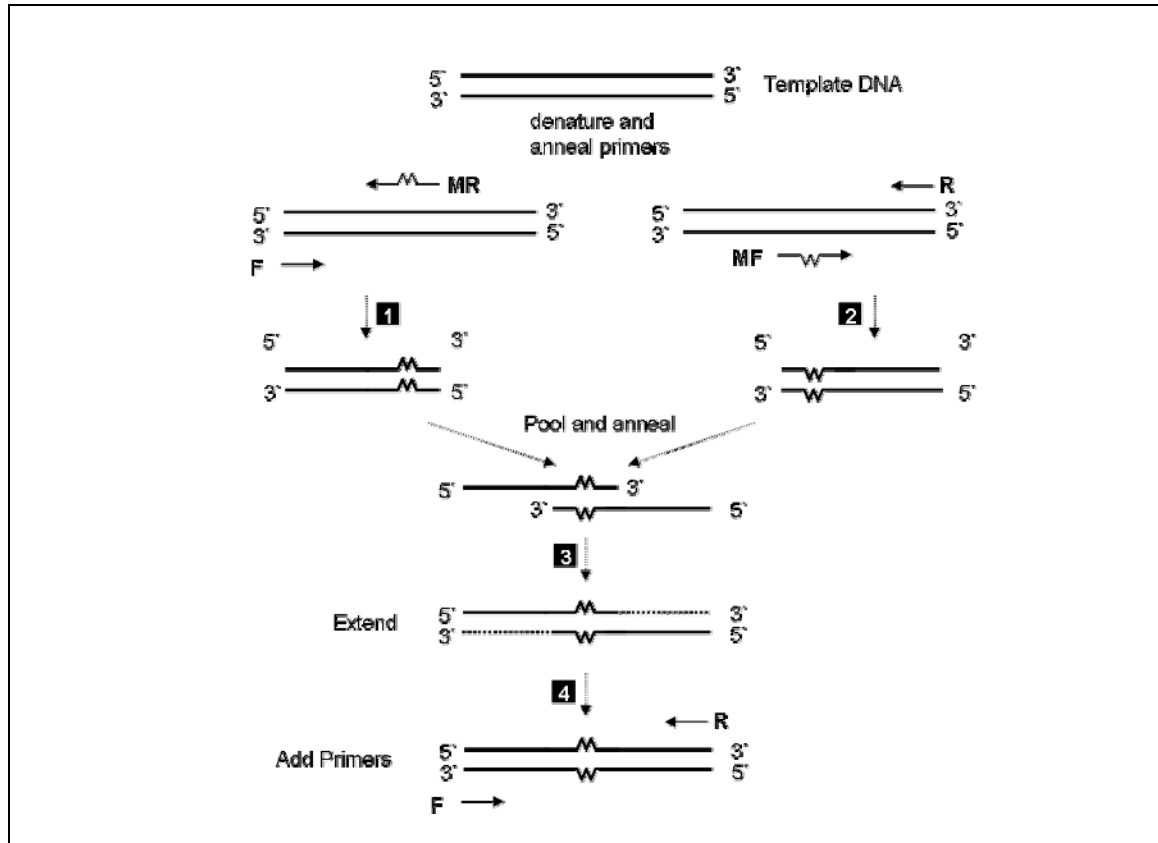 5' 3' Template DNA
3' 5'
denature and
anneal primers
MR R
5' 3' 5' 3'
3' 5' 3' 5'
F MF
1 2
5' 3' 5' 3'
3' 5' 3' 5'
Pool and anneal
5' 3'
3' 5'
3
5' 3'
Extend
3' 5'
4
R
5' 3'
Add Primers
3' 5'
F